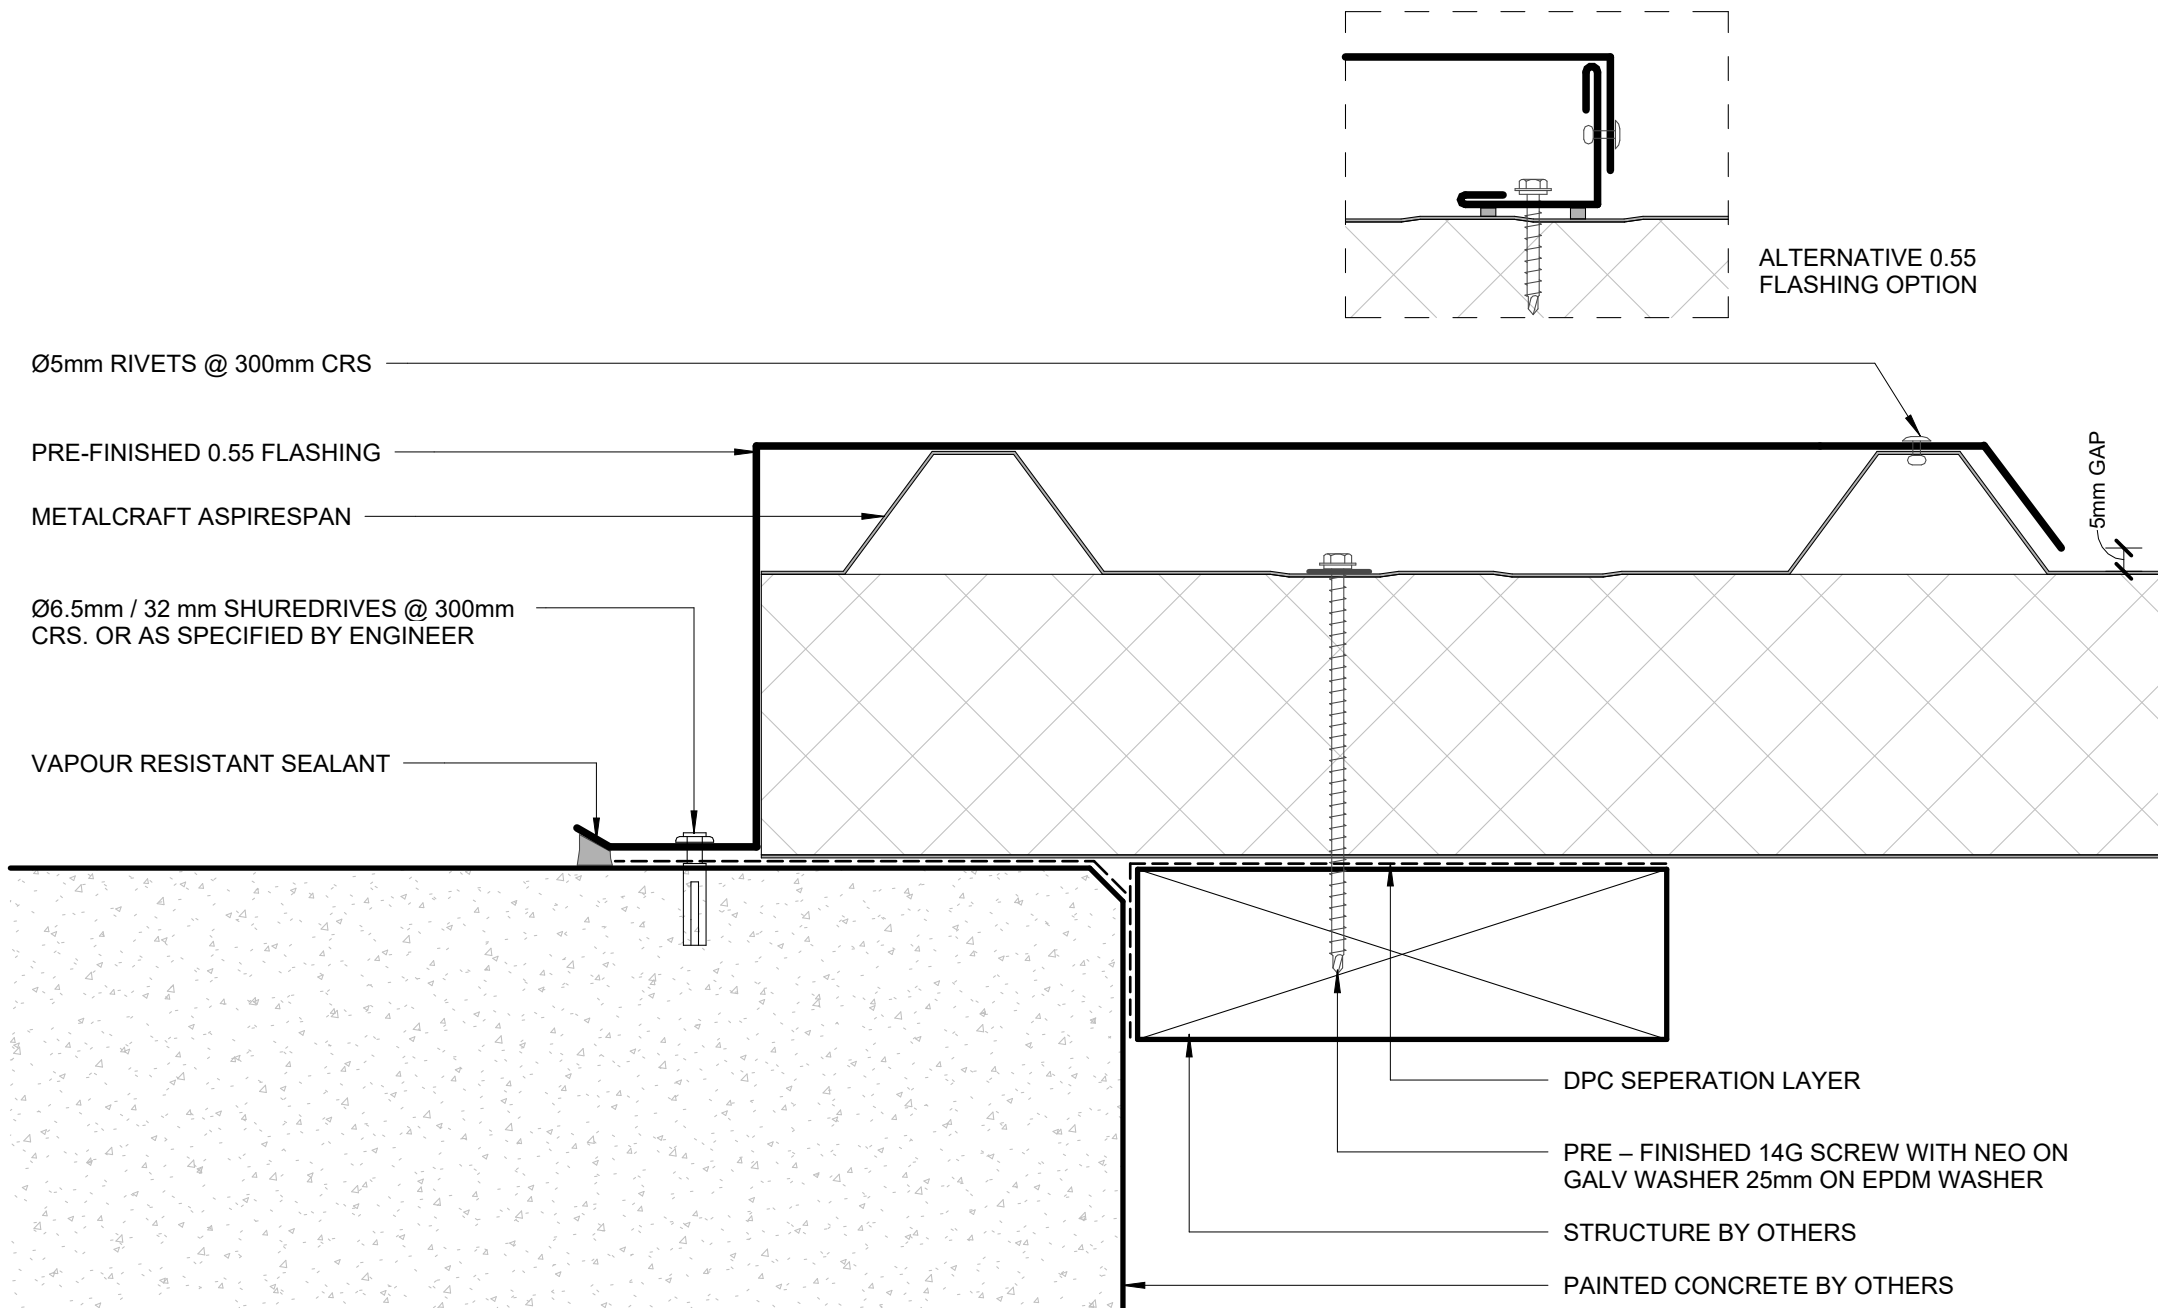 ALTERNATIVE 0.55
FLASHING OPTION
Ø5mm RIVETS @ 300mm CRS
PRE-FINISHED 0.55 FLASHING
METALCRAFT ASPIRESPAN
5mm GAP
Ø6.5mm / 32 mm SHUREDRIVES @ 300mm
CRS. OR AS SPECIFIED BY ENGINEER
VAPOUR RESISTANT SEALANT
DPC SEPERATION LAYER
PRE – FINISHED 14G SCREW WITH NEO ON
GALV WASHER 25mm ON EPDM WASHER
STRUCTURE BY OTHERS
PAINTED CONCRETE BY OTHERS